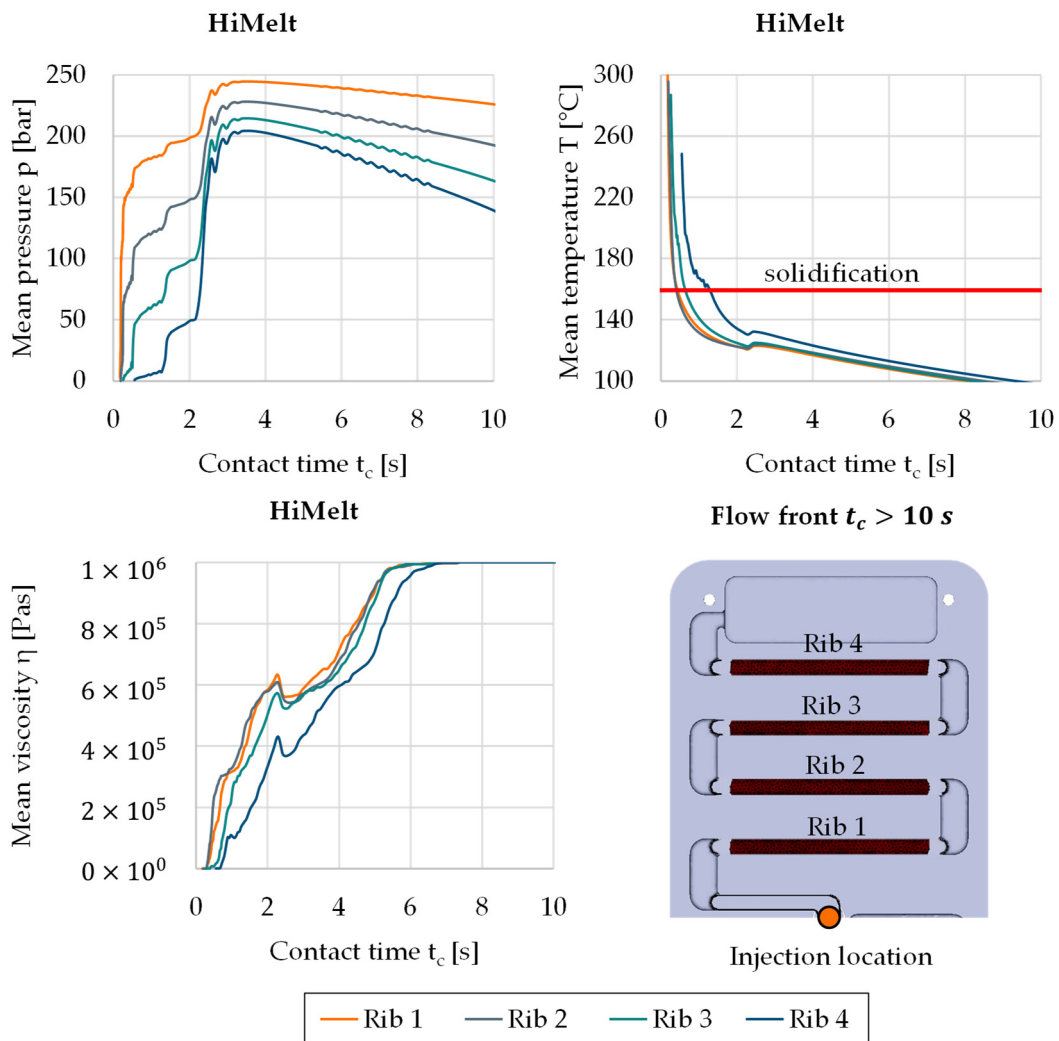 HiMelt
Mean pressure p [bar]
250
200
150
100
50
0
0 2 4 6 8 10
Contact time t_c [s]
HiMelt
Mean temperature T [°C]
300
260
220
180
140
100
solidification
0 2 4 6 8 10
Contact time t_c [s]
HiMelt
Mean viscosity η [Pas]
1 × 10⁶
8 × 10⁵
6 × 10⁵
4 × 10⁵
2 × 10⁵
0 × 10⁰
0 2 4 6 8 10
Contact time t_c [s]
Flow front t_c > 10 s
Rib 4
Rib 3
Rib 2
Rib 1
Injection location
Rib 1 Rib 2 Rib 3 Rib 4